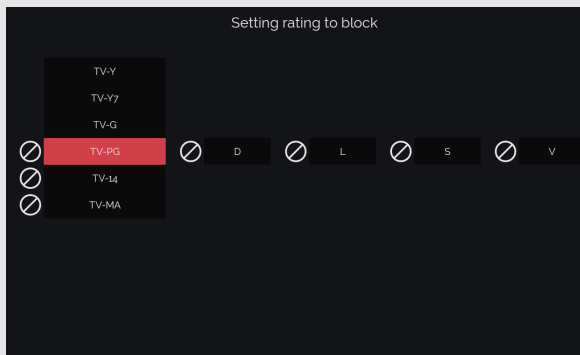 Setting rating to block
TV-Y
TV-Y7
TV-G
TV-PG D L S V
TV-14
TV-MA